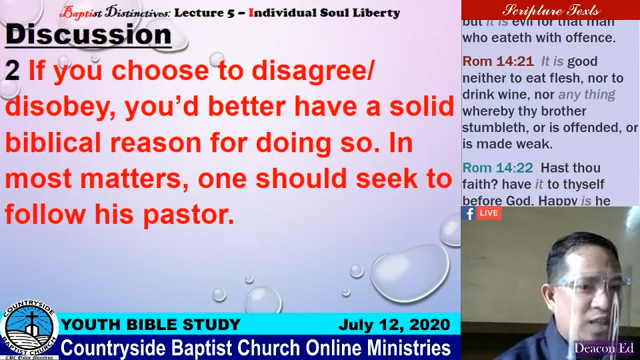 Baptist Distinctives: Lecture 5 – Individual Soul Liberty
Discussion
2 If you choose to disagree/
disobey, you'd better have a solid
biblical reason for doing so. In
most matters, one should seek to
follow his pastor.
Scripture Texts
but it is evil for that man
who eateth with offence.
Rom 14:21 It is good
neither to eat flesh, nor to
drink wine, nor any thing
whereby thy brother
stumbleth, or is offended, or
is made weak.
Rom 14:22 Hast thou
faith? have it to thyself
before God. Happy is he
f LIVE
Deacon Ed
COUNTRYSIDE
BAPTIST CHURCH
YOUTH BIBLE STUDY July 12, 2020
Countryside Baptist Church Online Ministries